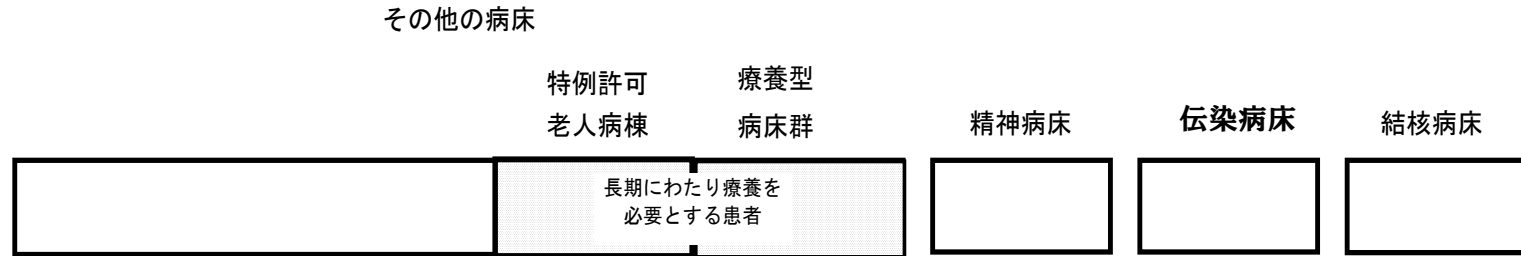 その他の病床
特例許可
老人病棟
療養型
病床群
精神病床
伝染病床
結核病床
長期にわたり療養を
必要とする患者